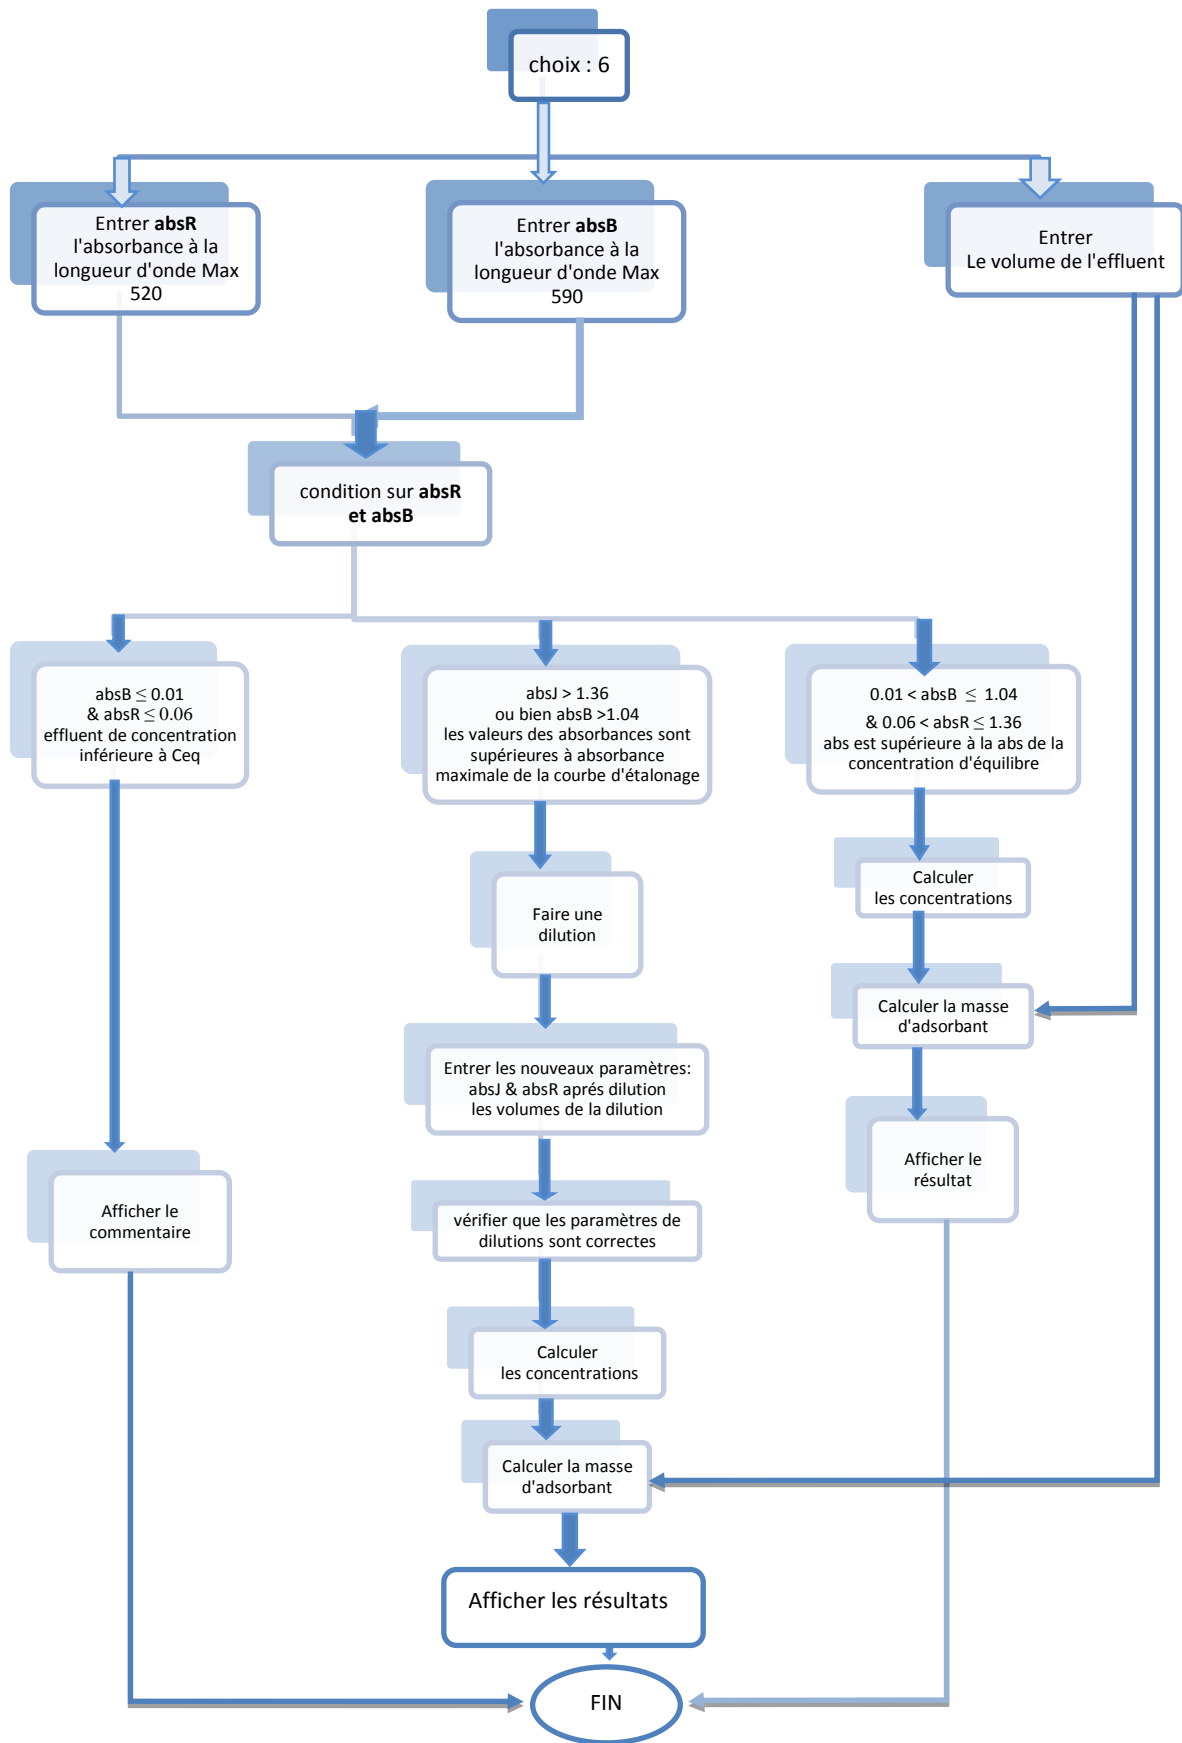 choix : 6
Entrer absR
l'absorbance à la
longueur d'onde Max
520
Entrer absB
l'absorbance à la
longueur d'onde Max
590
Entrer
Le volume de l'effluent
condition sur absR
et absB
absB ≤ 0.01
& absR ≤ 0.06
effluent de concentration
inférieure à Ceq
absJ > 1.36
ou bien absB >1.04
les valeurs des absorbances sont
supérieures à absorbance
maximale de la courbe d'étalonage
0.01 < absB ≤ 1.04
& 0.06 < absR ≤ 1.36
abs est supérieure à la abs de la
concentration d'équilibre
Faire une
dilution
Calculer
les concentrations
Calculer la masse
d'adsorbant
Entrer les nouveaux paramètres:
absJ & absR aprés dilution
les volumes de la dilution
Afficher le
résultat
Afficher le
commentaire
vérifier que les paramètres de
dilutions sont correctes
Calculer
les concentrations
Calculer la masse
d'adsorbant
Afficher les résultats
FIN